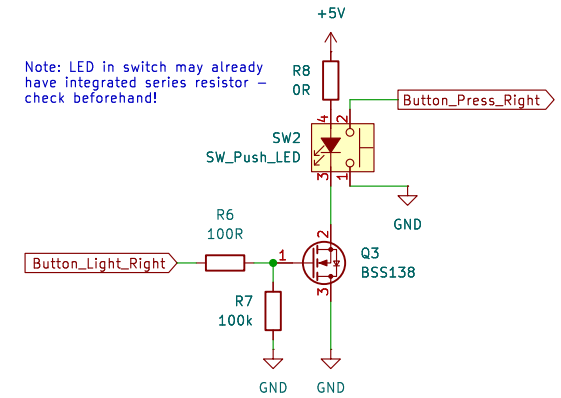 +5V
Note: LED in switch may already
have integrated series resistor –
check beforehand!
R8
0R
Button_Press_Right
4
2
SW2
SW_Push_LED
3
1
GND
R6
100R
2
Button_Light_Right
1
Q3
BSS138
R7
100k
3
GND
GND